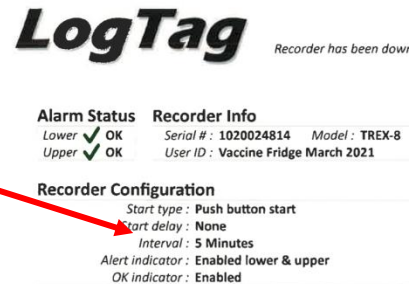 LogTag
Recorder has been down
Alarm Status Recorder Info
Lower ✓ OK Serial # : 1020024814 Model : TREX-8
Upper ✓ OK User ID : Vaccine Fridge March 2021
Recorder Configuration
Start type : Push button start
Start delay : None
Interval : 5 Minutes
Alert indicator : Enabled lower & upper
OK indicator : Enabled